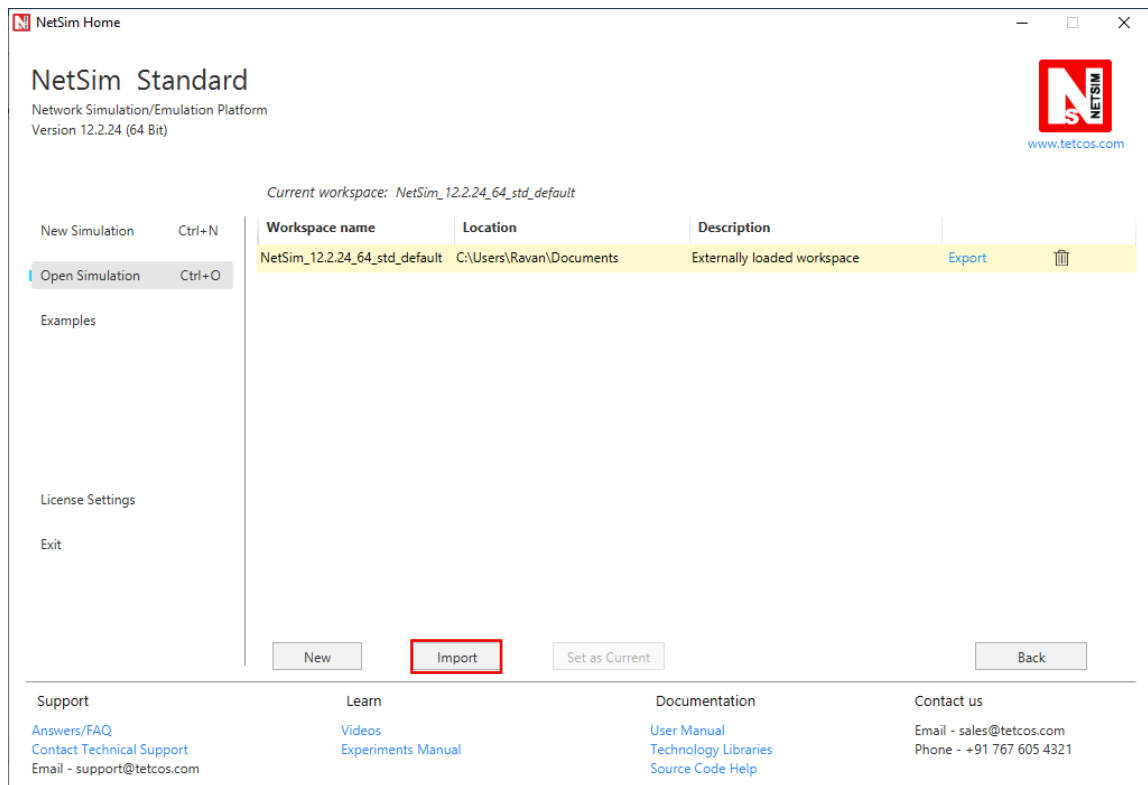 NetSim Home
NetSim Standard
Network Simulation/Emulation Platform
Version 12.2.24 (64 Bit)
N
S
NETSIM
www.tetcos.com
Current workspace: NetSim_12.2.24_64_std_default
New Simulation Ctrl+N
Open Simulation Ctrl+O
Examples
License Settings
Exit
Workspace name Location Description
NetSim_12.2.24_64_std_default C:\Users\Ravan\Documents Externally loaded workspace Export
New Import Set as Current Back
Support Learn Documentation Contact us
Answers/FAQ Videos User Manual Email - sales@tetcos.com
Contact Technical Support Experiments Manual Technology Libraries Phone - +91 767 605 4321
Email - support@tetcos.com Source Code Help